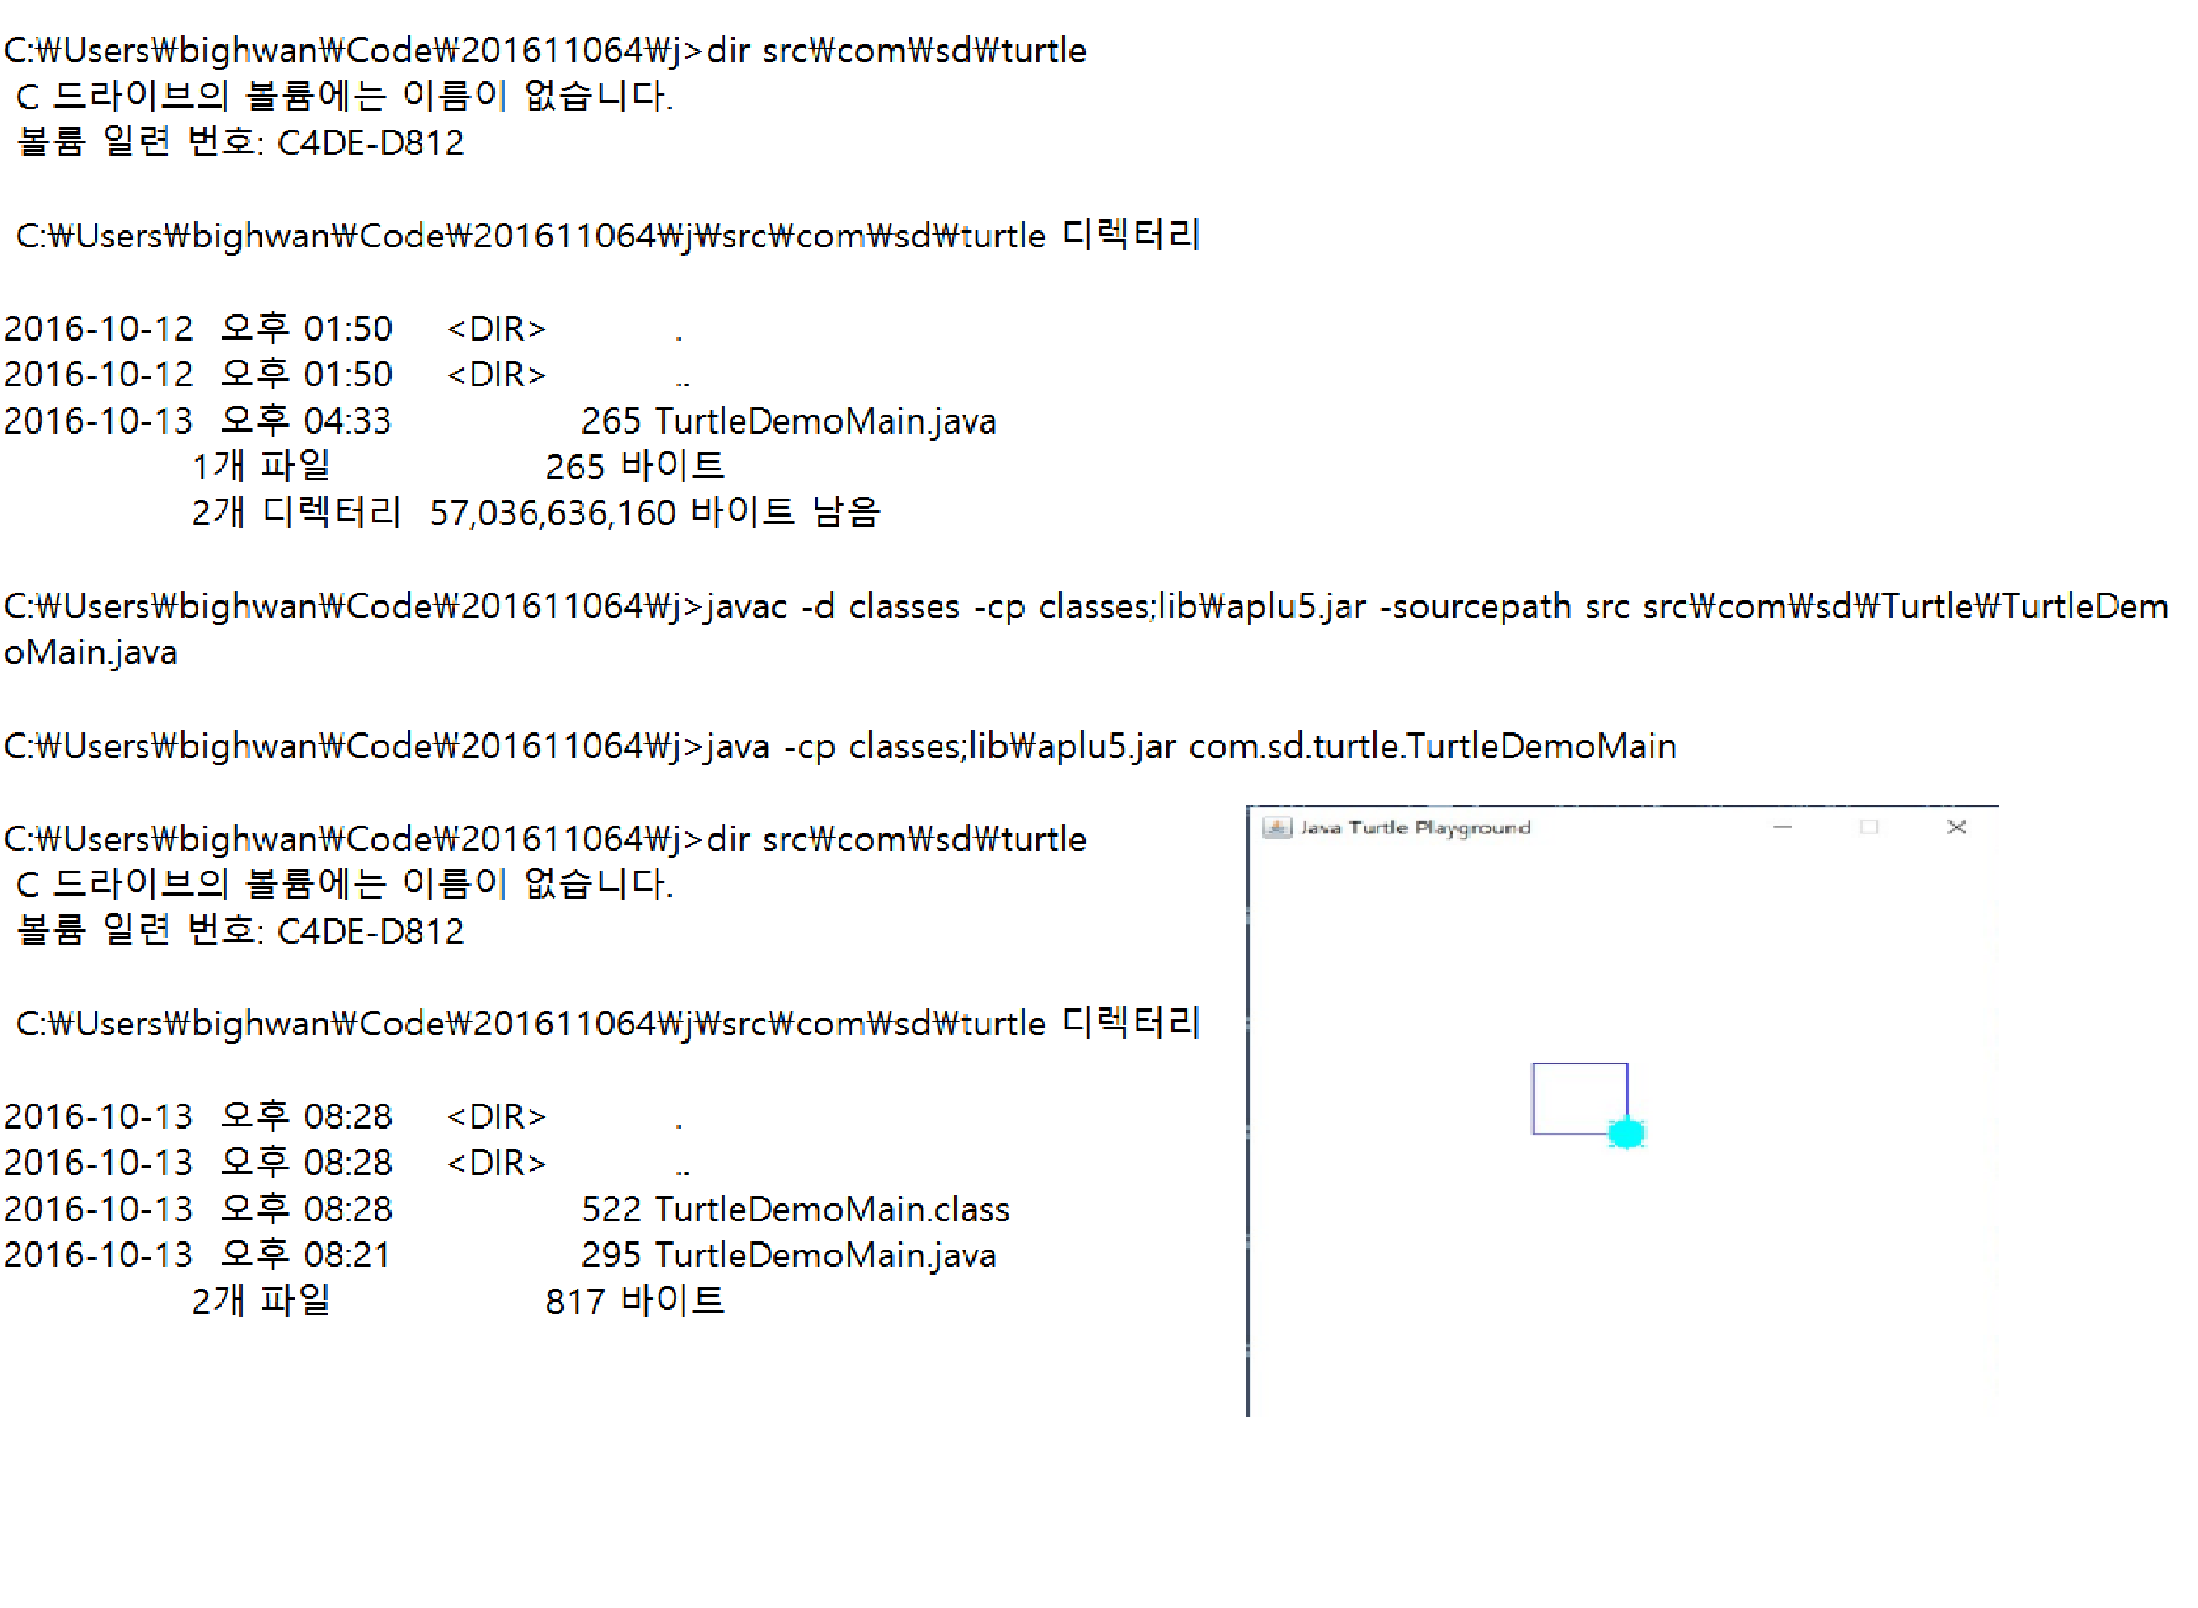 C:₩Users₩bighwan₩Code₩201611064₩j>dir src₩com₩sd₩turtle
C 드라이브의 볼륨에는 이름이 없습니다.
볼륨 일련 번호: C4DE-D812
C:₩Users₩bighwan₩Code₩201611064₩j₩src₩com₩sd₩turtle 디렉터리
2016-10-12 오후 01:50 <DIR> .
2016-10-12 오후 01:50 <DIR> ..
2016-10-13 오후 04:33 265 TurtleDemoMain.java
1개 파일 265 바이트
2개 디렉터리 57,036,636,160 바이트 남음
C:₩Users₩bighwan₩Code₩201611064₩j>javac -d classes -cp classes;lib₩aplu5.jar -sourcepath src src₩com₩sd₩Turtle₩TurtleDem
oMain.java
C:₩Users₩bighwan₩Code₩201611064₩j>java -cp classes;lib₩aplu5.jar com.sd.turtle.TurtleDemoMain
C:₩Users₩bighwan₩Code₩201611064₩j>dir src₩com₩sd₩turtle
C 드라이브의 볼륨에는 이름이 없습니다.
볼륨 일련 번호: C4DE-D812
C:₩Users₩bighwan₩Code₩201611064₩j₩src₩com₩sd₩turtle 디렉터리
2016-10-13 오후 08:28 <DIR> .
2016-10-13 오후 08:28 <DIR> ..
2016-10-13 오후 08:28 522 TurtleDemoMain.class
2016-10-13 오후 08:21 295 TurtleDemoMain.java
2개 파일 817 바이트
Java Turtle Playground